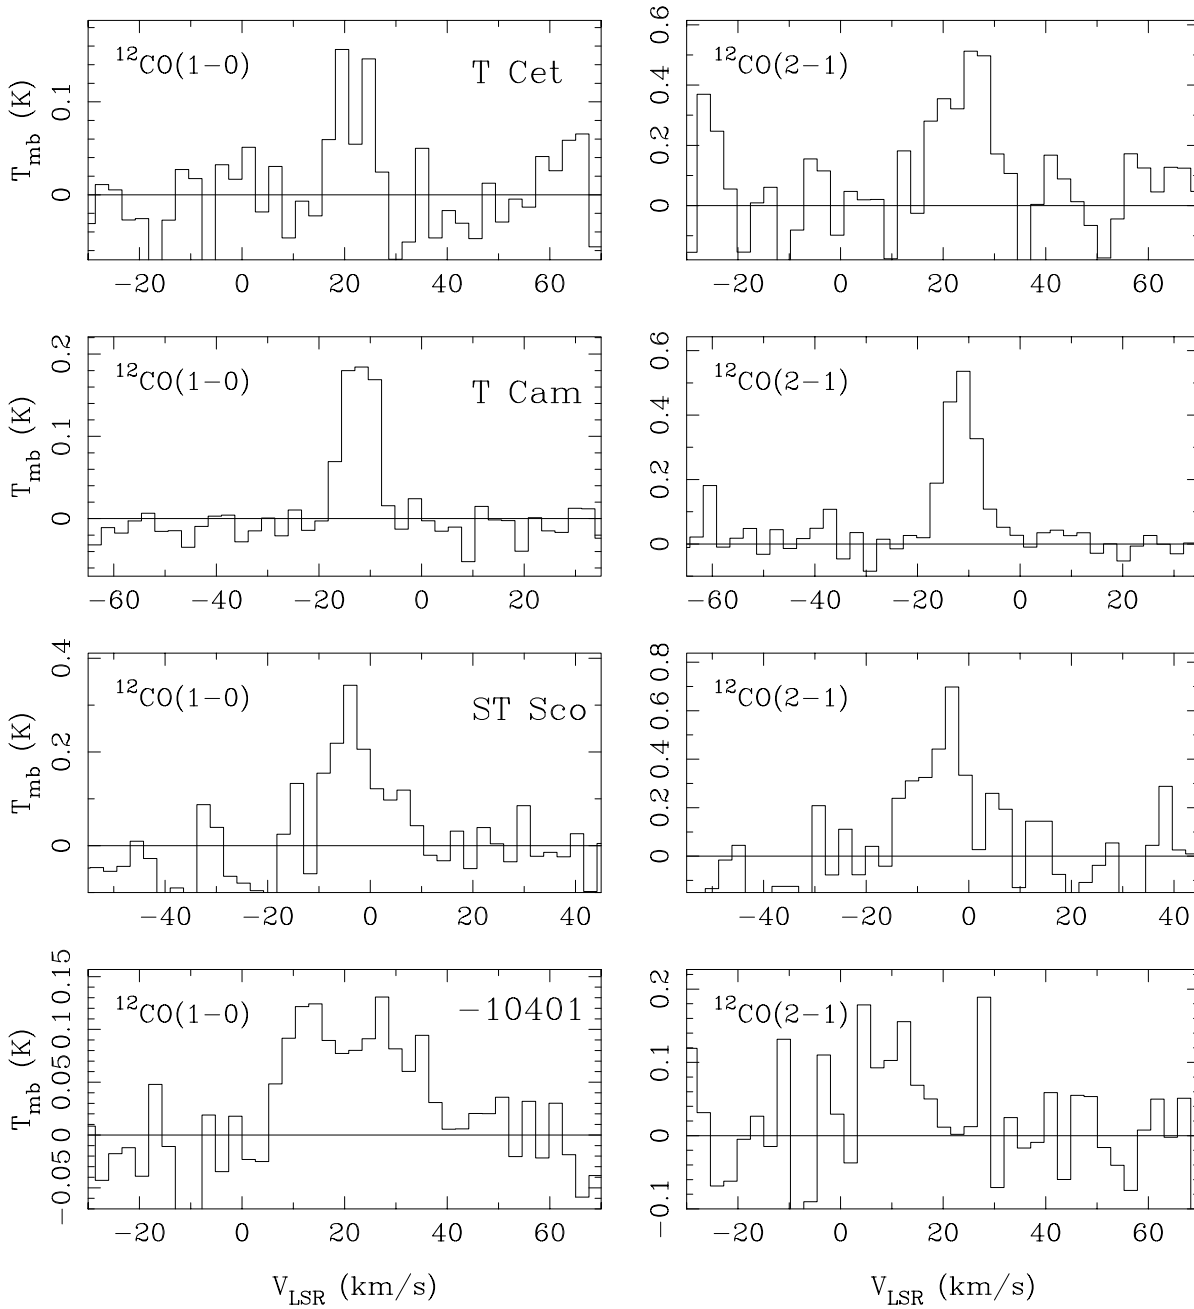 ¹²CO(1−0)
T Cet
T_mb (K)
0.1
0
−20 0 20 40 60
¹²CO(2−1)
0.6
0.4
0.2
0
−20 0 20 40 60
¹²CO(1−0)
T Cam
T_mb (K)
0.2
0.1
0
−60 −40 −20 0 20
¹²CO(2−1)
0.6
0.4
0.2
0
−60 −40 −20 0 20
¹²CO(1−0)
ST Sco
T_mb (K)
0.4
0.2
0
−40 −20 0 20 40
¹²CO(2−1)
0.8
0.6
0.4
0.2
0
−40 −20 0 20 40
¹²CO(1−0)
−10401
T_mb (K)
0.15
0.1
0.05
0
−0.05
−20 0 20 40 60
V_LSR (km/s)
¹²CO(2−1)
0.2
0.1
0
−0.1
−20 0 20 40 60
V_LSR (km/s)